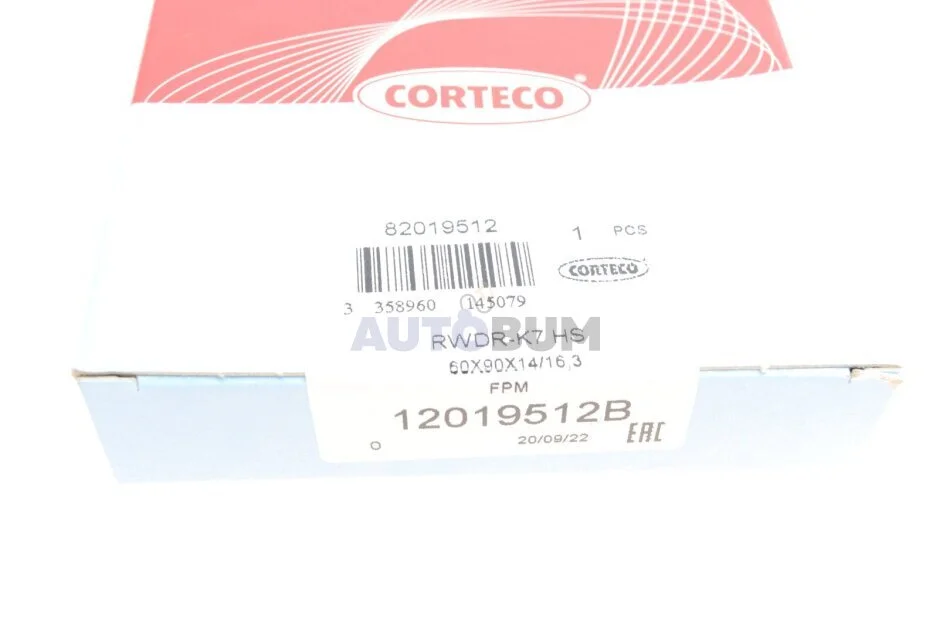 CORTECO®
82019512
1 PCS
CORTECO
3 358960 145079
AUTOBUM
RWDR-K7 HS
60X90X14/16,3
FPM
12019512B
O 20/09/22 EAC